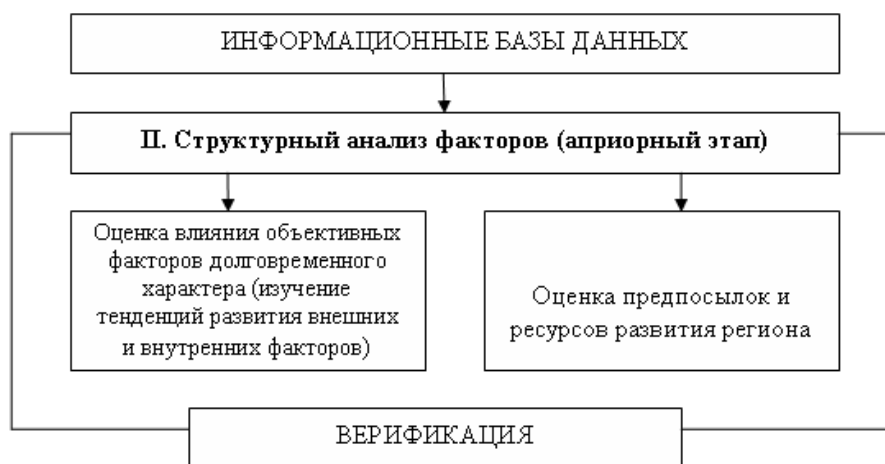 ИНФОРМАЦИОННЫЕ БАЗЫ ДАННЫХ
II. Структурный анализ факторов (априорный этап)
Оценка влияния объективных
факторов долговременного
характера (изучение
тенденций развития внешних
и внутренних факторов)
Оценка предпосылок и
ресурсов развития региона
ВЕРИФИКАЦИЯ